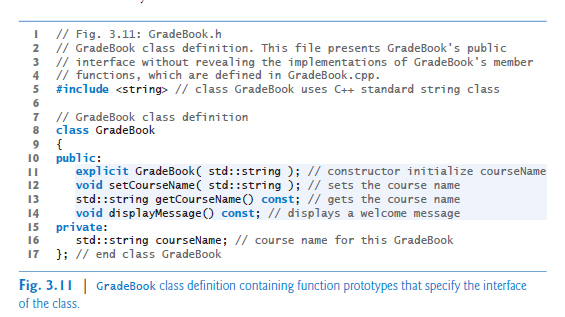 1 // Fig. 3.11: GradeBook.h
2 // GradeBook class definition. This file presents GradeBook's public
3 // interface without revealing the implementations of GradeBook's member
4 // functions, which are defined in GradeBook.cpp.
5 #include <string> // class GradeBook uses C++ standard string class
6
7 // GradeBook class definition
8 class GradeBook
9 {
10 public:
11 explicit GradeBook( std::string ); // constructor initialize courseName
12 void setCourseName( std::string ); // sets the course name
13 std::string getCourseName() const; // gets the course name
14 void displayMessage() const; // displays a welcome message
15 private:
16 std::string courseName; // course name for this GradeBook
17 }; // end class GradeBook
Fig. 3.11 | GradeBook class definition containing function prototypes that specify the interface
of the class.